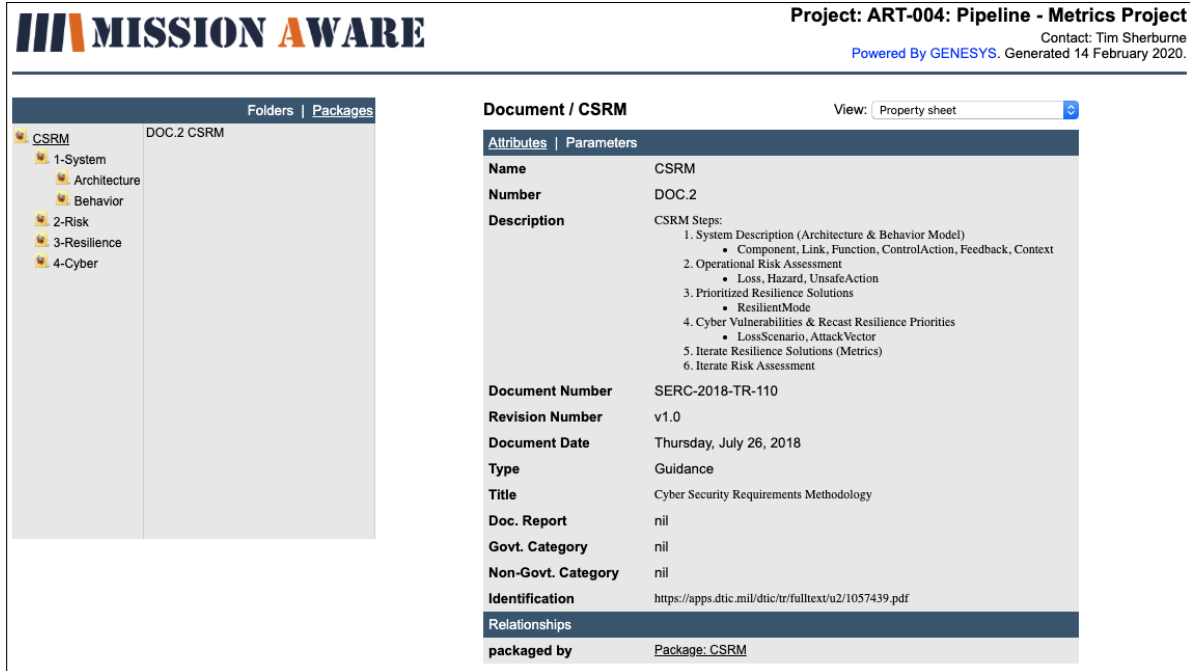 MISSION AWARE
Project: ART-004: Pipeline - Metrics Project
Contact: Tim Sherburne
Powered By GENESYS. Generated 14 February 2020.
Folders | Packages
CSRM
1-System
Architecture
Behavior
2-Risk
3-Resilience
4-Cyber
DOC.2 CSRM
Document / CSRM
View: Property sheet
Attributes | Parameters
Name CSRM
Number DOC.2
Description CSRM Steps:
1. System Description (Architecture & Behavior Model)
• Component, Link, Function, ControlAction, Feedback, Context
2. Operational Risk Assessment
• Loss, Hazard, UnsafeAction
3. Prioritized Resilience Solutions
• ResilientMode
4. Cyber Vulnerabilities & Recast Resilience Priorities
• LossScenario, AttackVector
5. Iterate Resilience Solutions (Metrics)
6. Iterate Risk Assessment
Document Number SERC-2018-TR-110
Revision Number v1.0
Document Date Thursday, July 26, 2018
Type Guidance
Title Cyber Security Requirements Methodology
Doc. Report nil
Govt. Category nil
Non-Govt. Category nil
Identification https://apps.dtic.mil/dtic/tr/fulltext/u2/1057439.pdf
Relationships
packaged by Package: CSRM